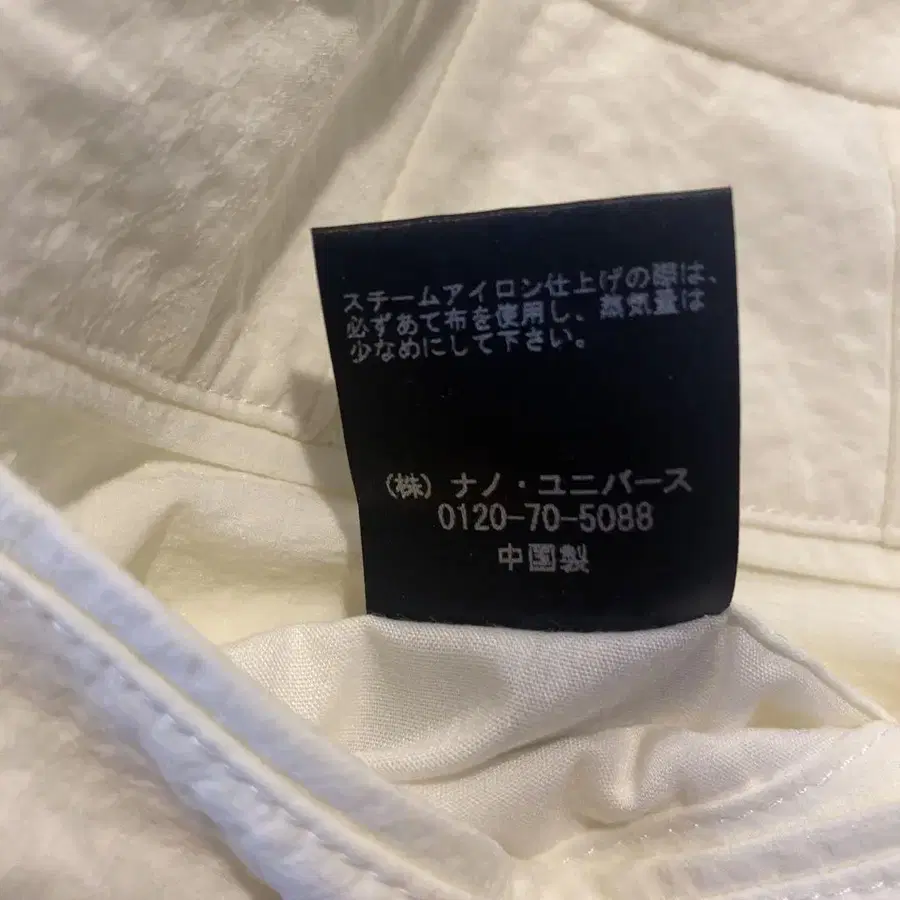 スチームアイロン仕上げの際は、
必ずあて布を使用し、蒸気量は
少なめにして下さい。
(株) ナノ・ユニバース
0120-70-5088
中国製